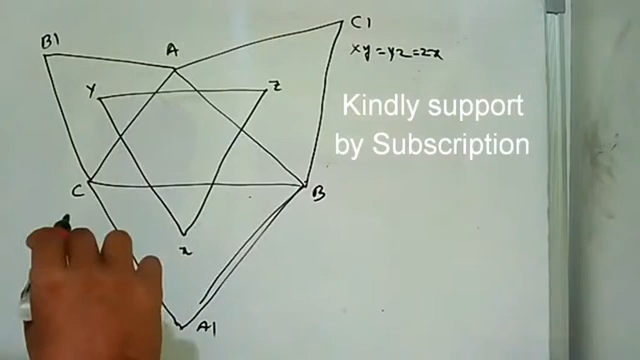 B1
A
C1
xy = yz = zx
Y
Z
Kindly support
by Subscription
C
B
x
A1